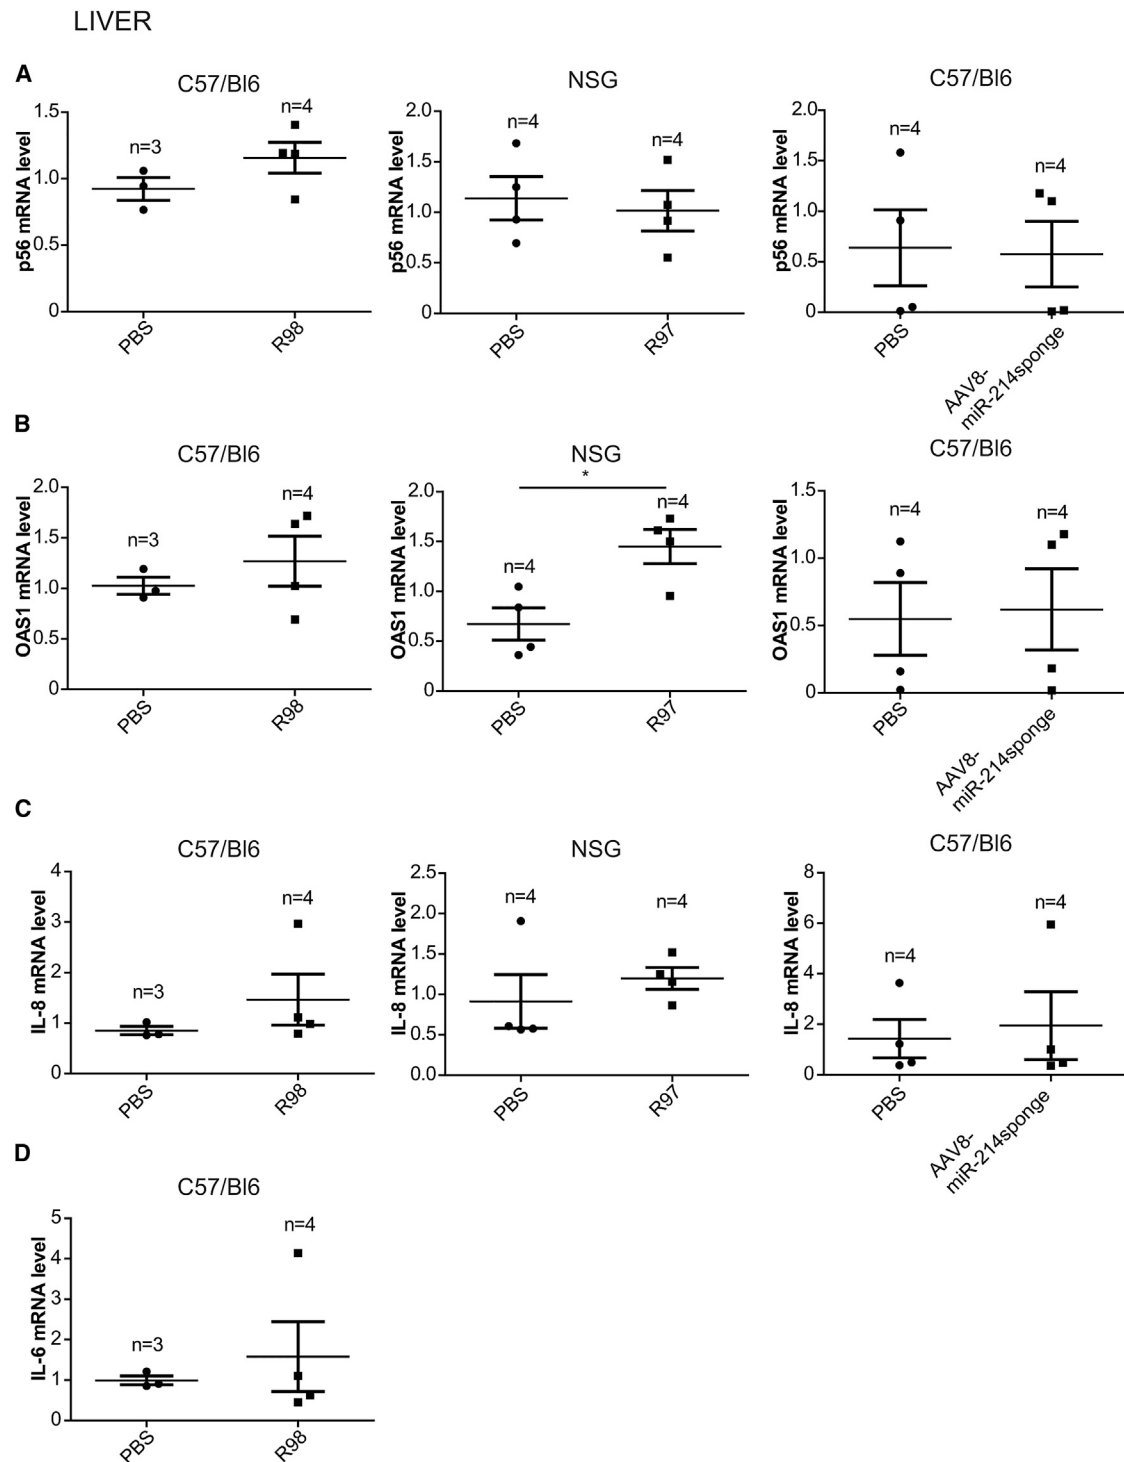 LIVER
A
C57/Bl6
p56 mRNA level
1.5
1.0
0.5
0
n=3
n=4
PBS
R98
NSG
p56 mRNA level
2.0
1.5
1.0
0.5
0
n=4
n=4
PBS
R97
C57/Bl6
p56 mRNA level
2.0
1.5
1.0
0.5
0
n=4
n=4
PBS
AAV8-
miR-214sponge
B
C57/Bl6
OAS1 mRNA level
2.0
1.5
1.0
0.5
0
n=3
n=4
PBS
R98
NSG
*
OAS1 mRNA level
2.0
1.5
1.0
0.5
0
n=4
n=4
PBS
R97
C57/Bl6
OAS1 mRNA level
1.5
1.0
0.5
0
n=4
n=4
PBS
AAV8-
miR-214sponge
C
C57/Bl6
IL-8 mRNA level
4
3
2
1
0
n=3
n=4
PBS
R98
NSG
IL-8 mRNA level
2.5
2.0
1.5
1.0
0.5
0.0
n=4
n=4
PBS
R97
C57/Bl6
IL-8 mRNA level
8
6
4
2
0
n=4
n=4
PBS
AAV8-
miR-214sponge
D
C57/Bl6
IL-6 mRNA level
5
4
3
2
1
0
n=3
n=4
PBS
R98